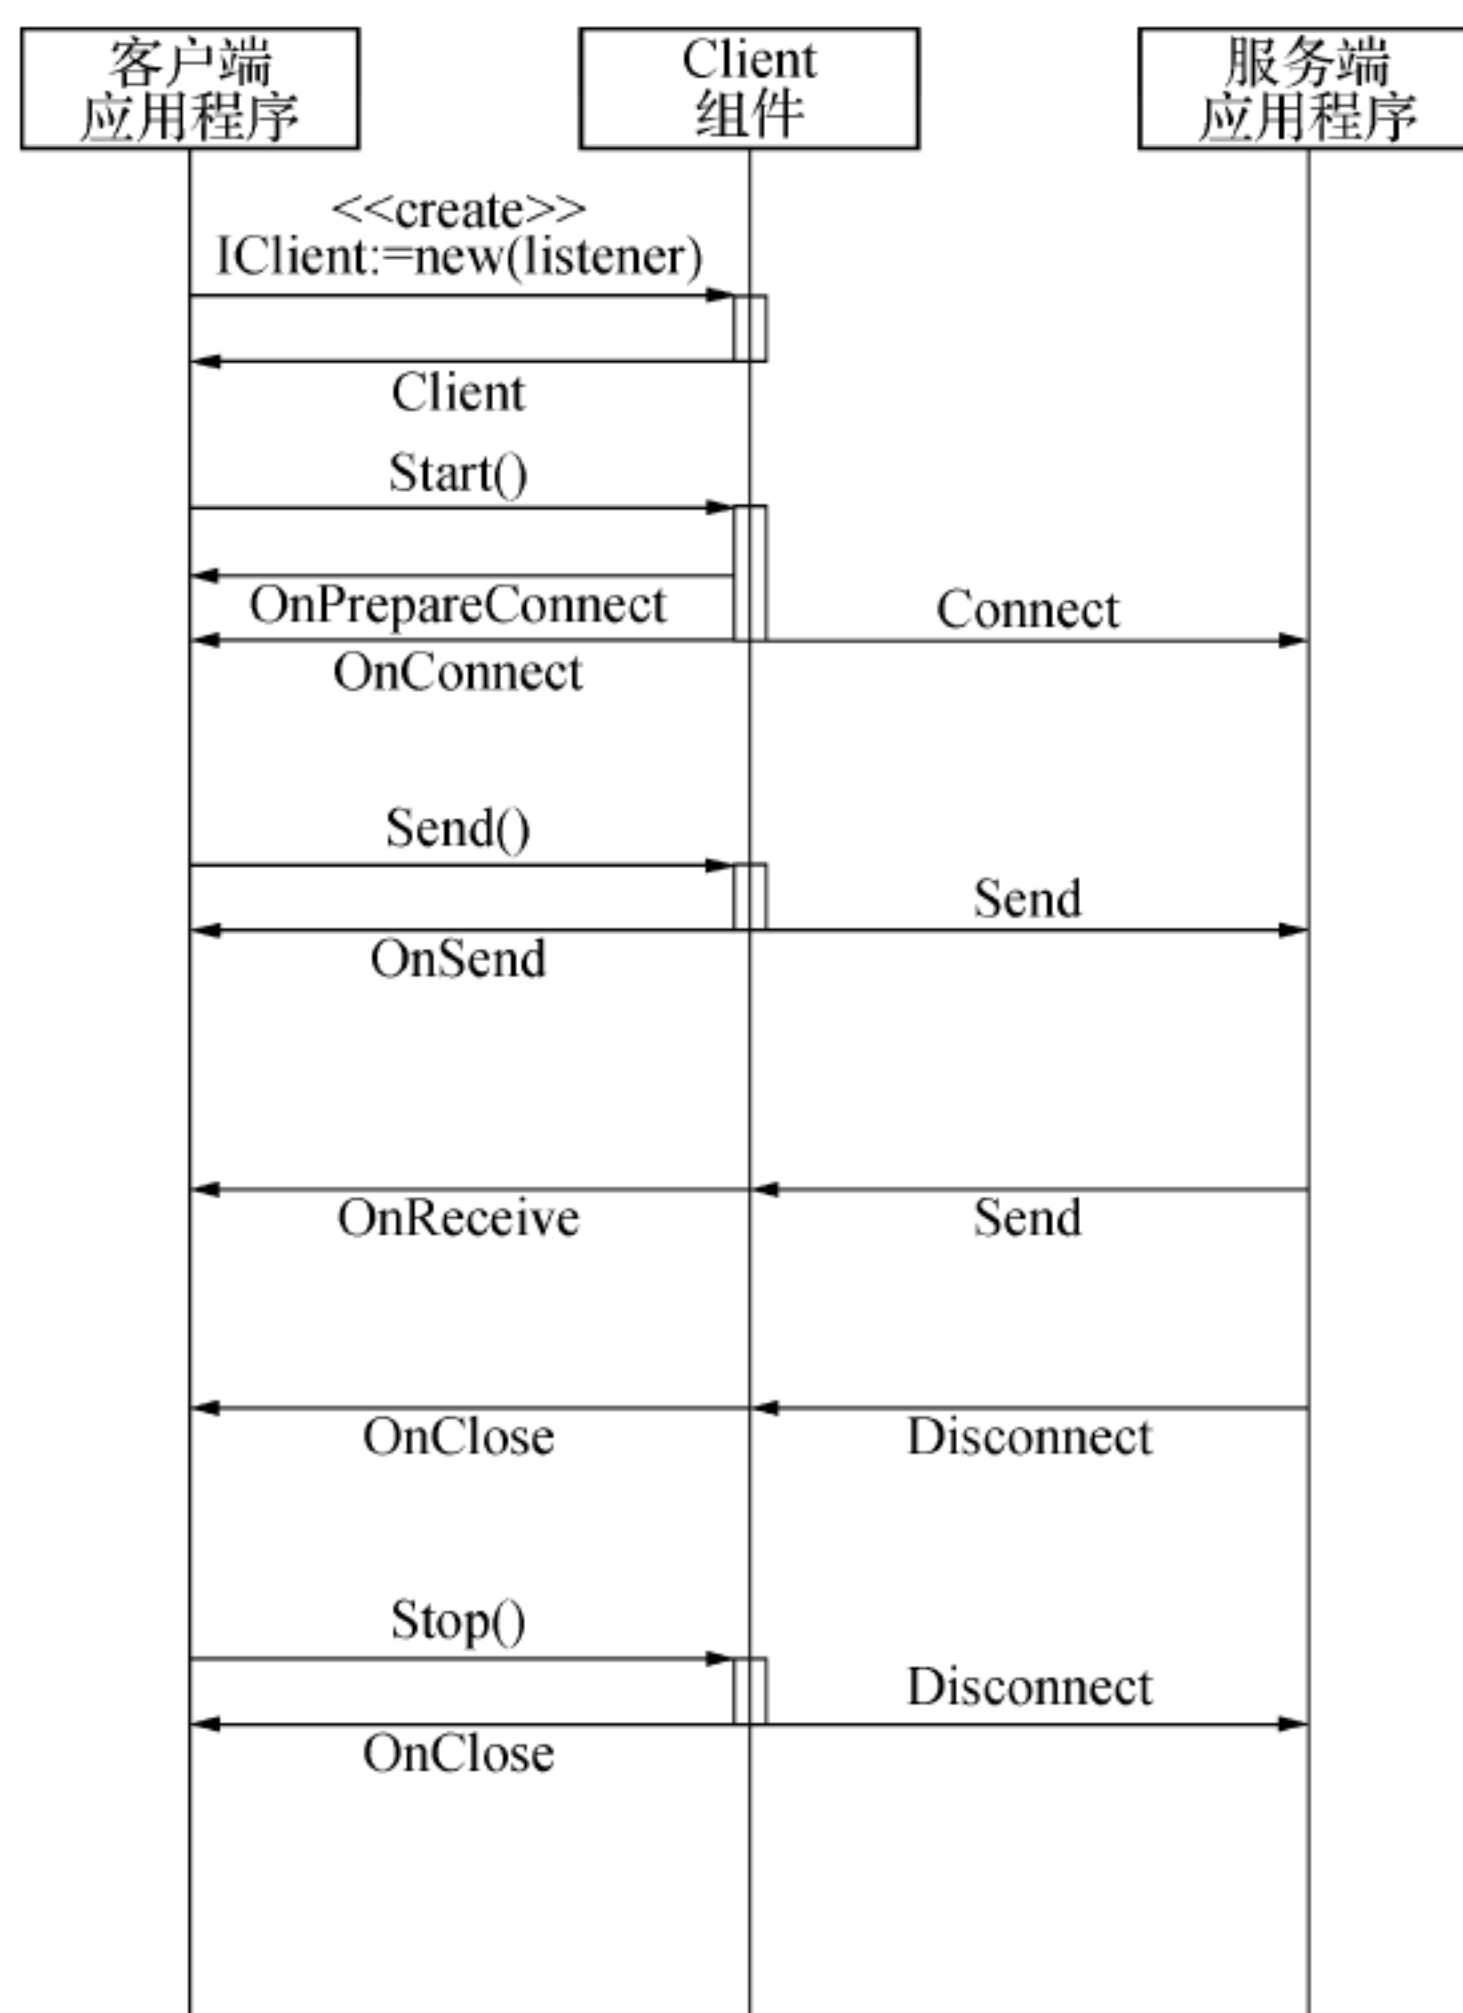 客户端
应用程序
Client
组件
服务端
应用程序
<<create>>
IClient:=new(listener)
Client
Start()
OnPrepareConnect
Connect
OnConnect
Send()
Send
OnSend
OnReceive
Send
OnClose
Disconnect
Stop()
Disconnect
OnClose